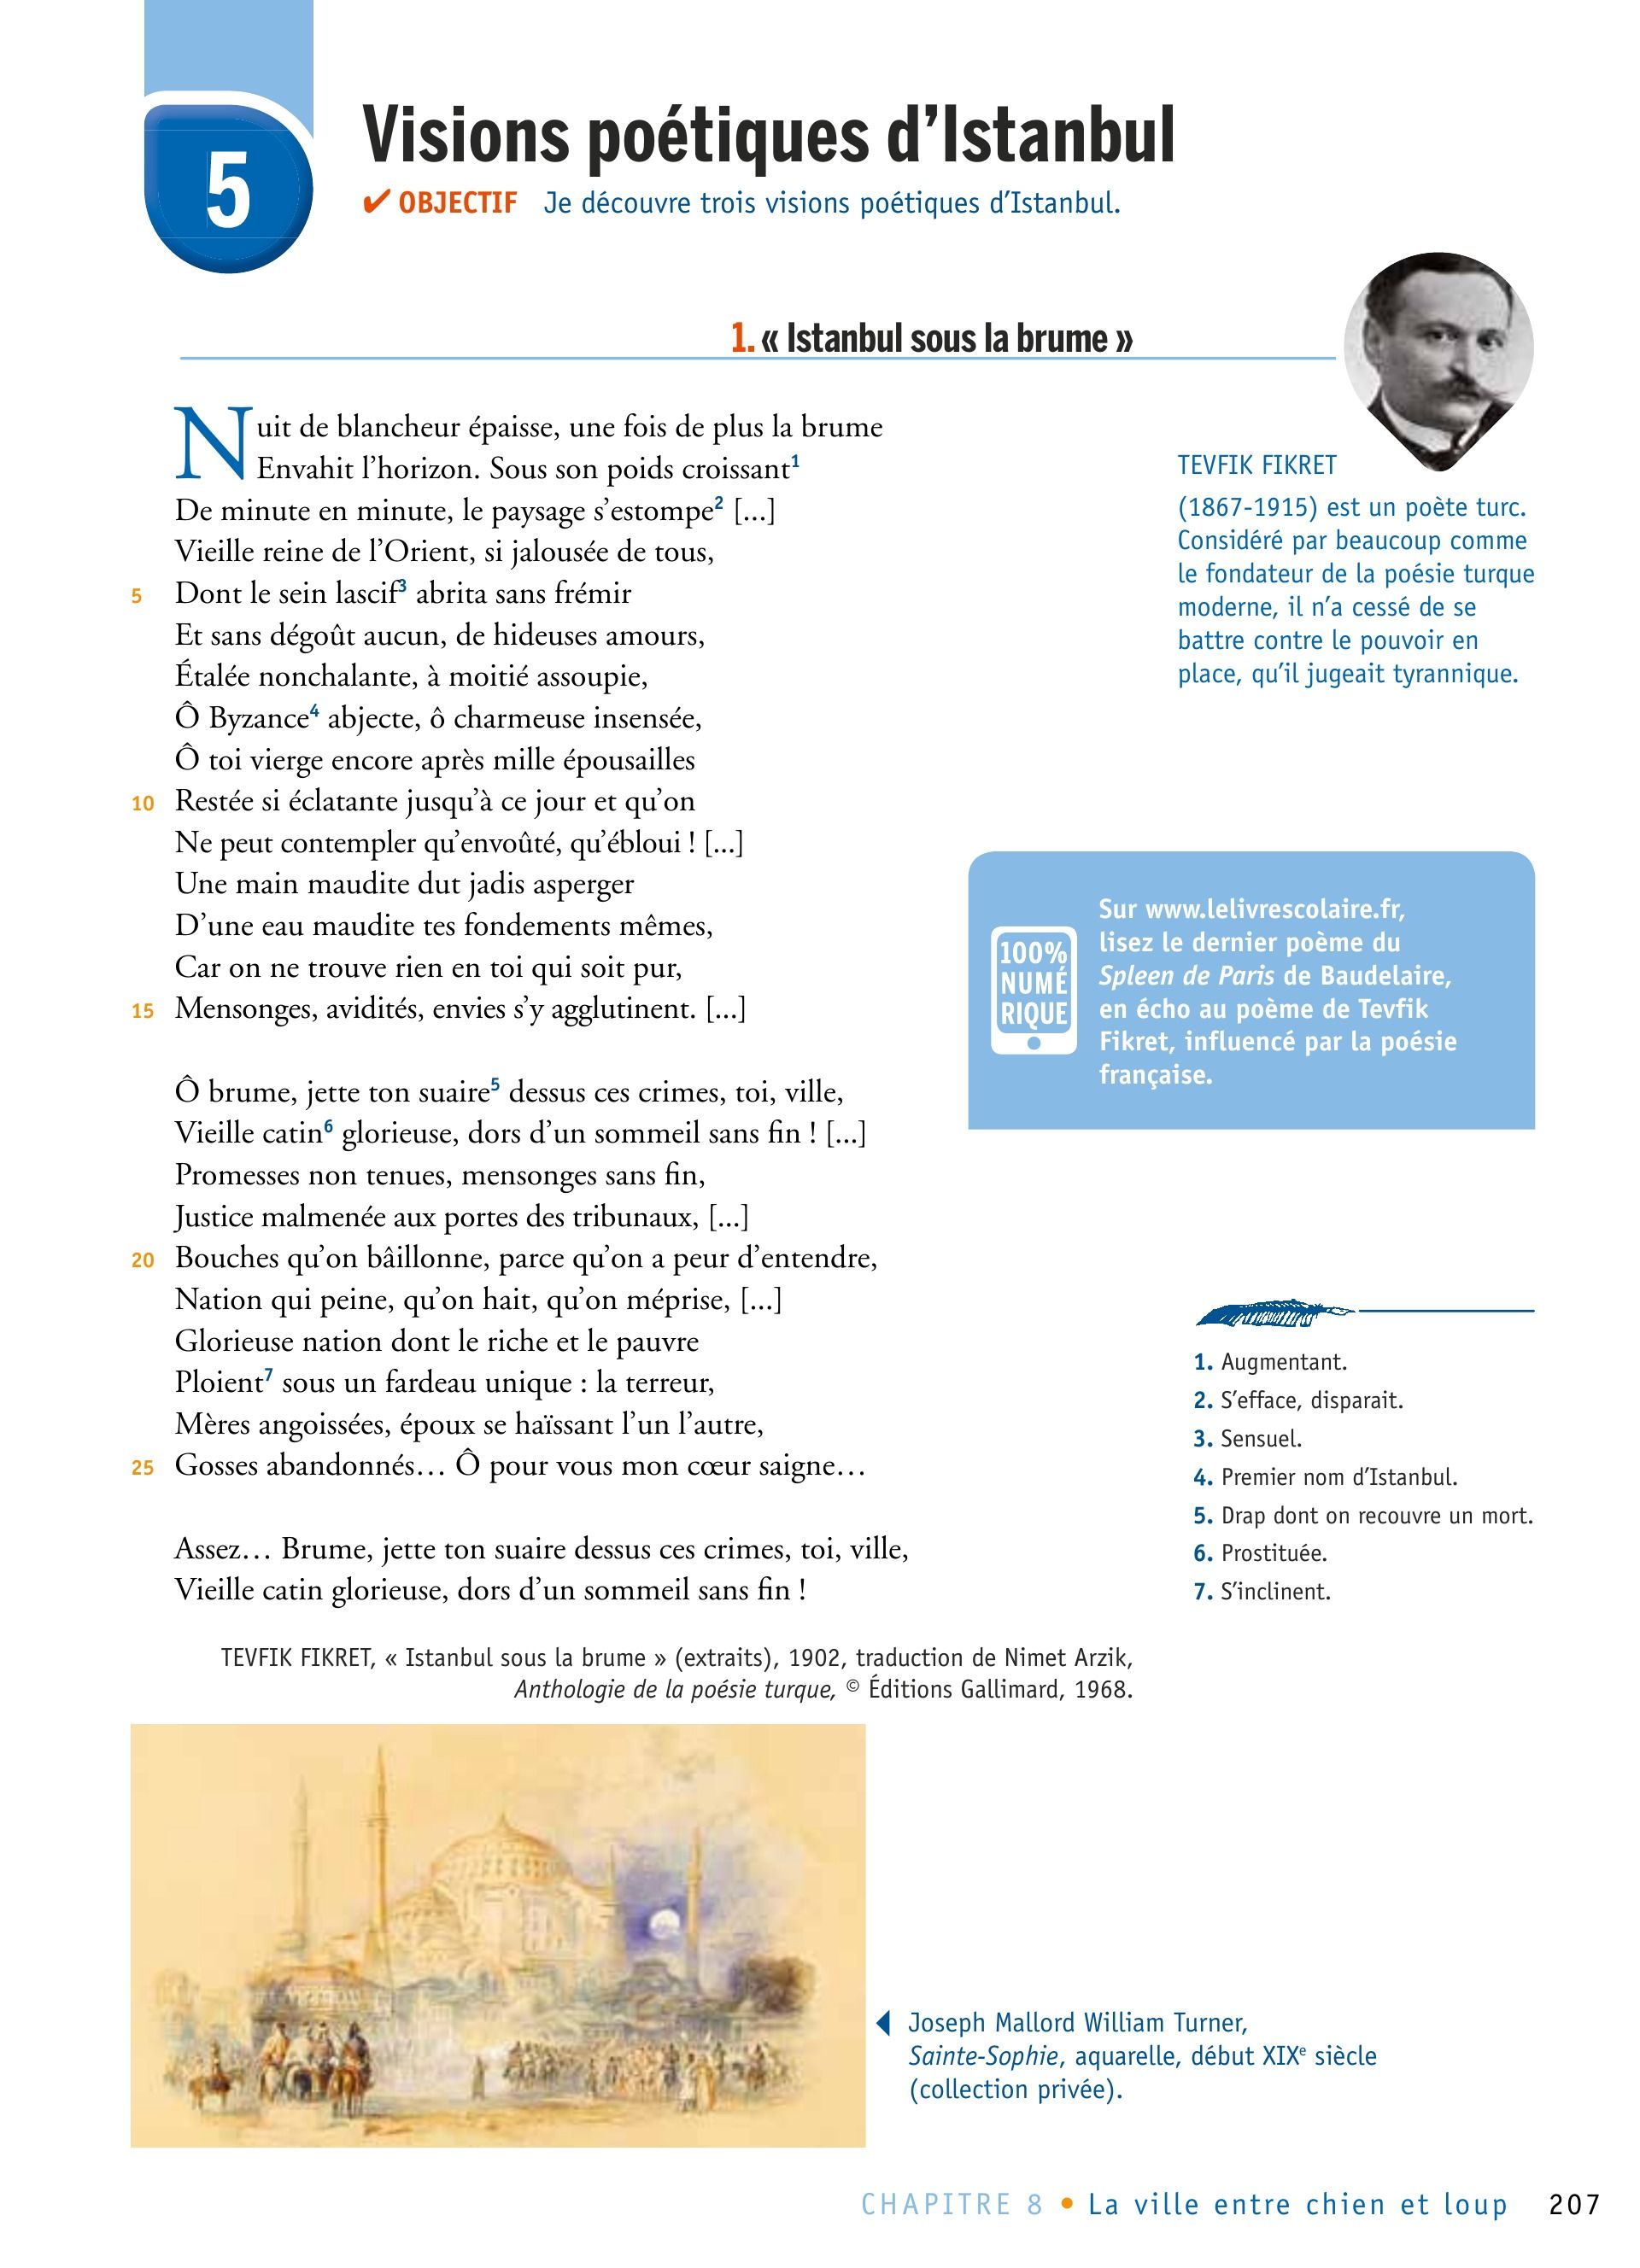 5
Visions poétiques d’Istanbul
✔ OBJECTIF Je découvre trois visions poétiques d’Istanbul.
1. « Istanbul sous la brume »
Nuit de blancheur épaisse, une fois de plus la brume
Envahit l’horizon. Sous son poids croissant1
De minute en minute, le paysage s’estompe2 [...]
Vieille reine de l’Orient, si jalousée de tous,
5 Dont le sein lascif3 abrita sans frémir
Et sans dégoût aucun, de hideuses amours,
Étalée nonchalante, à moitié assoupie,
Ô Byzance4 abjecte, ô charmeuse insensée,
Ô toi vierge encore après mille épousailles
10 Restée si éclatante jusqu’à ce jour et qu’on
Ne peut contempler qu’envoûté, qu’ébloui ! [...]
Une main maudite dut jadis asperger
D’une eau maudite tes fondements mêmes,
Car on ne trouve rien en toi qui soit pur,
15 Mensonges, avidités, envies s’y agglutinent. [...]
Ô brume, jette ton suaire5 dessus ces crimes, toi, ville,
Vieille catin6 glorieuse, dors d’un sommeil sans fin ! [...]
Promesses non tenues, mensonges sans fin,
Justice malmenée aux portes des tribunaux, [...]
20 Bouches qu’on bâillonne, parce qu’on a peur d’entendre,
Nation qui peine, qu’on hait, qu’on méprise, [...]
Glorieuse nation dont le riche et le pauvre
Ploient7 sous un fardeau unique : la terreur,
Mères angoissées, époux se haïssant l’un l’autre,
25 Gosses abandonnés… Ô pour vous mon cœur saigne…
Assez… Brume, jette ton suaire dessus ces crimes, toi, ville,
Vieille catin glorieuse, dors d’un sommeil sans fin !
TEVFIK FIKRET, « Istanbul sous la brume » (extraits), 1902, traduction de Nimet Arzik,
Anthologie de la poésie turque, © Éditions Gallimard, 1968.
TEVFIK FIKRET
(1867-1915) est un poète turc.
Considéré par beaucoup comme
le fondateur de la poésie turque
moderne, il n’a cessé de se
battre contre le pouvoir en
place, qu’il jugeait tyrannique.
100%
NUMÉ
RIQUE
Sur www.lelivrescolaire.fr,
lisez le dernier poème du
Spleen de Paris de Baudelaire,
en écho au poème de Tevfik
Fikret, influencé par la poésie
française.
1. Augmentant.
2. S’efface, disparait.
3. Sensuel.
4. Premier nom d’Istanbul.
5. Drap dont on recouvre un mort.
6. Prostituée.
7. S’inclinent.
Joseph Mallord William Turner,
Sainte-Sophie, aquarelle, début XIXe siècle
(collection privée).
CHAPITRE 8 • La ville entre chien et loup 207